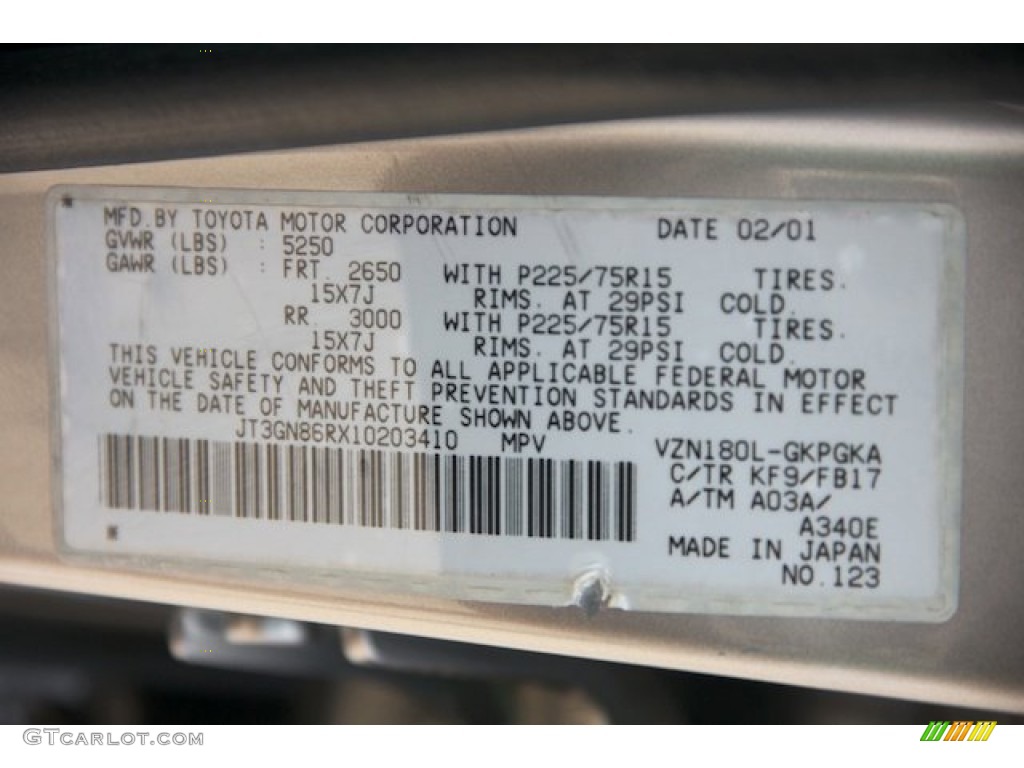 MFD. BY TOYOTA MOTOR CORPORATION DATE 02/01
GVWR (LBS) : 5250
GAWR (LBS) : FRT. 2650 WITH P225/75R15 TIRES.
15X7J RIMS. AT 29PSI COLD.
RR. 3000 WITH P225/75R15 TIRES.
15X7J RIMS. AT 29PSI COLD.
THIS VEHICLE CONFORMS TO ALL APPLICABLE FEDERAL MOTOR
VEHICLE SAFETY AND THEFT PREVENTION STANDARDS IN EFFECT
ON THE DATE OF MANUFACTURE SHOWN ABOVE.
JT3GN86RX10203410 MPV VZN180L-GKPGKA
C/TR KF9/FB17
A/TM A03A/
A340E
MADE IN JAPAN
NO. 123
GTCarlot.com